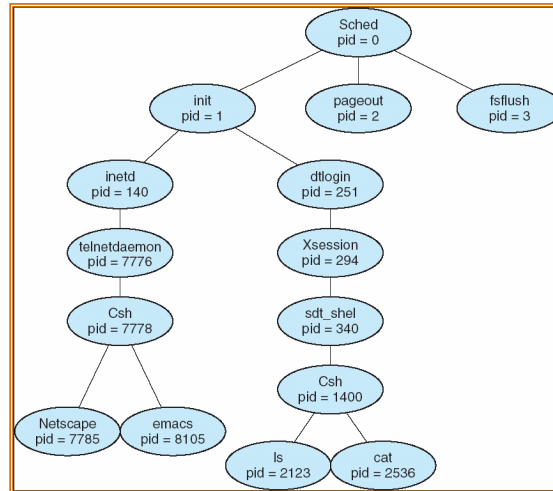 Sched
pid = 0
init
pid = 1
pageout
pid = 2
fsflush
pid = 3
inetd
pid = 140
dtlogin
pid = 251
telnetdaemon
pid = 7776
Xsession
pid = 294
Csh
pid = 7778
sdt_shel
pid = 340
Csh
pid = 1400
Netscape
pid = 7785
emacs
pid = 8105
ls
pid = 2123
cat
pid = 2536